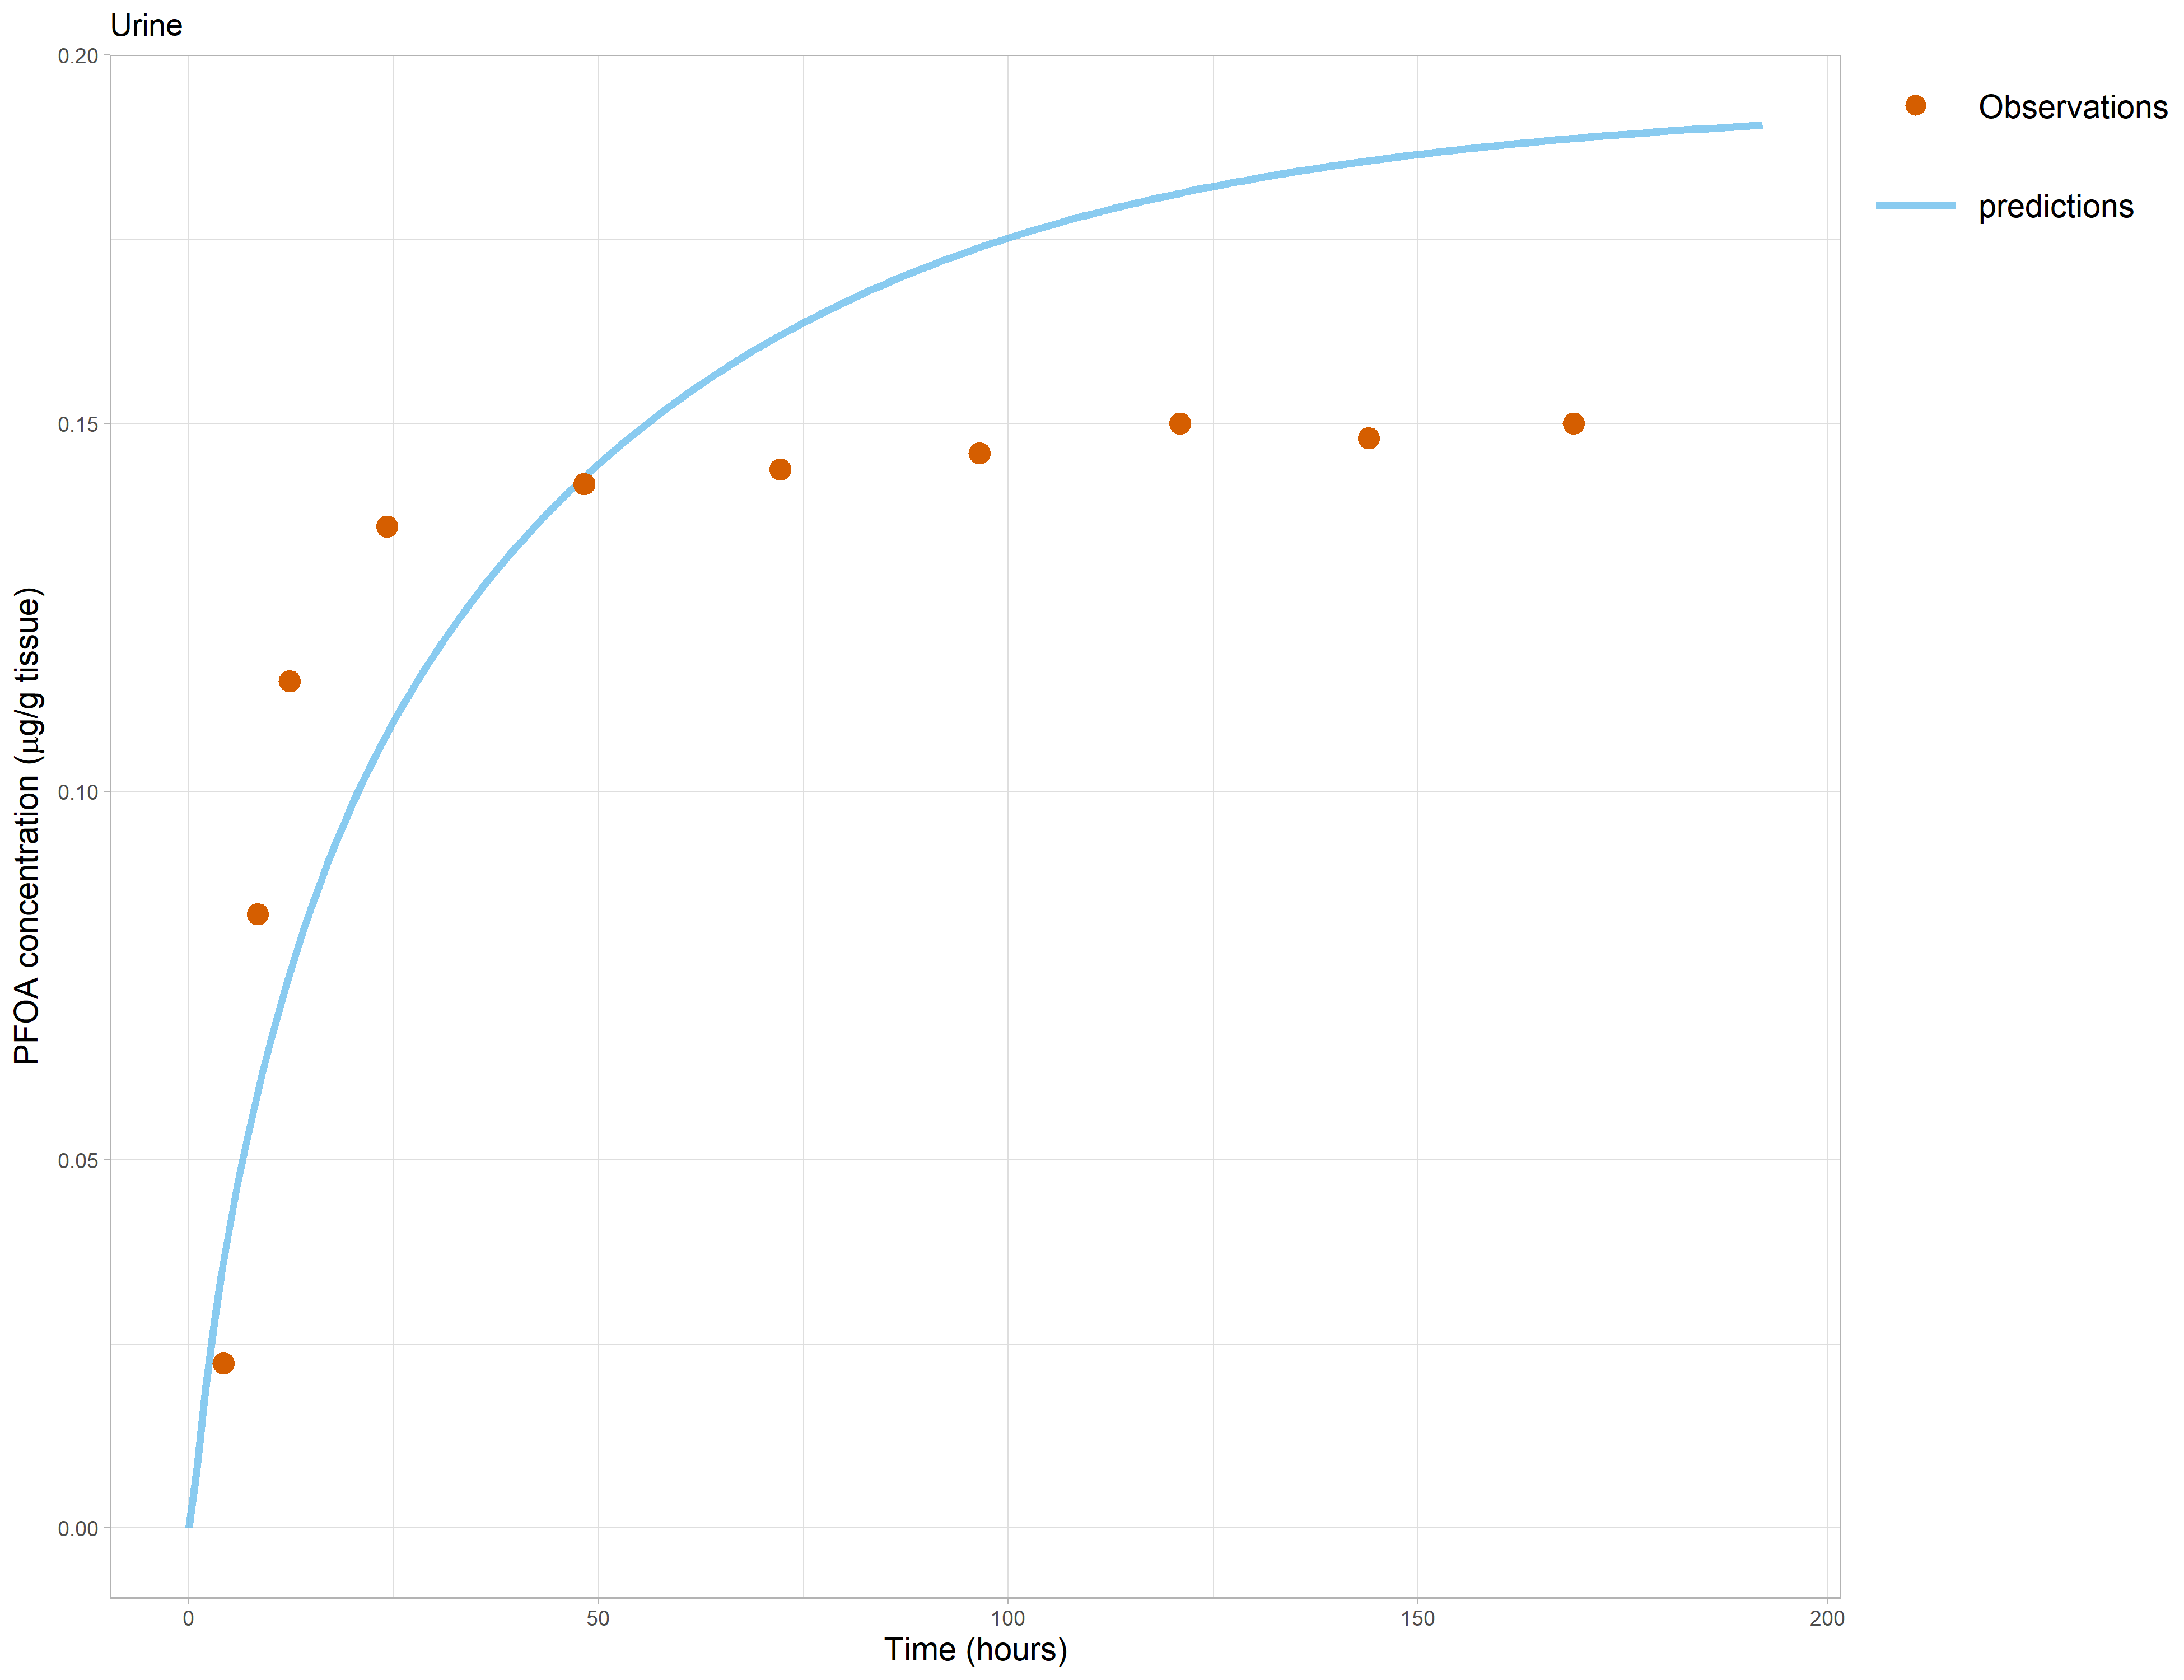 Urine
PFOA concentration (μg/g tissue)
0.20
0.15
0.10
0.05
0.00
0 50 100 150 200
Time (hours)
Observations
predictions